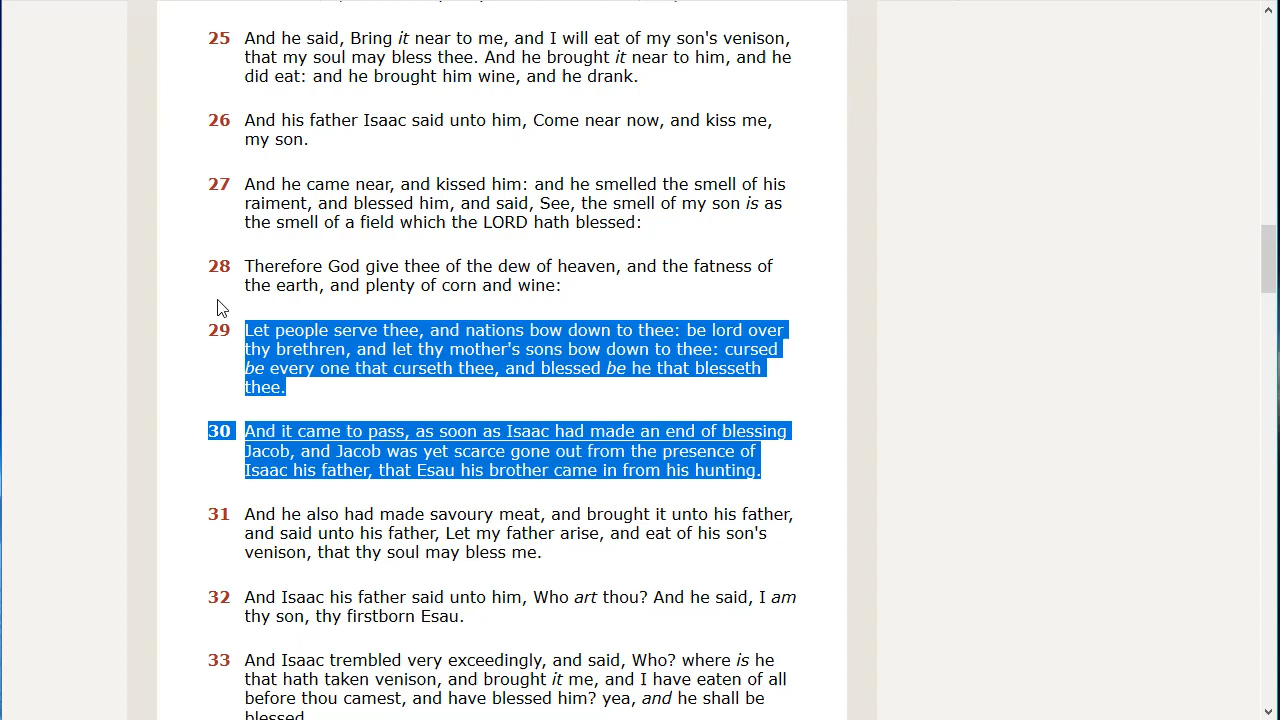 25 And he said, Bring it near to me, and I will eat of my son's venison,
that my soul may bless thee. And he brought it near to him, and he
did eat: and he brought him wine, and he drank.
26 And his father Isaac said unto him, Come near now, and kiss me,
my son.
27 And he came near, and kissed him: and he smelled the smell of his
raiment, and blessed him, and said, See, the smell of my son is as
the smell of a field which the LORD hath blessed:
28 Therefore God give thee of the dew of heaven, and the fatness of
the earth, and plenty of corn and wine:
29 Let people serve thee, and nations bow down to thee: be lord over
thy brethren, and let thy mother's sons bow down to thee: cursed
be every one that curseth thee, and blessed be he that blesseth
thee.
30 And it came to pass, as soon as Isaac had made an end of blessing
Jacob, and Jacob was yet scarce gone out from the presence of
Isaac his father, that Esau his brother came in from his hunting.
31 And he also had made savoury meat, and brought it unto his father,
and said unto his father, Let my father arise, and eat of his son's
venison, that thy soul may bless me.
32 And Isaac his father said unto him, Who art thou? And he said, I am
thy son, thy firstborn Esau.
33 And Isaac trembled very exceedingly, and said, Who? where is he
that hath taken venison, and brought it me, and I have eaten of all
before thou camest, and have blessed him? yea, and he shall be
blessed.